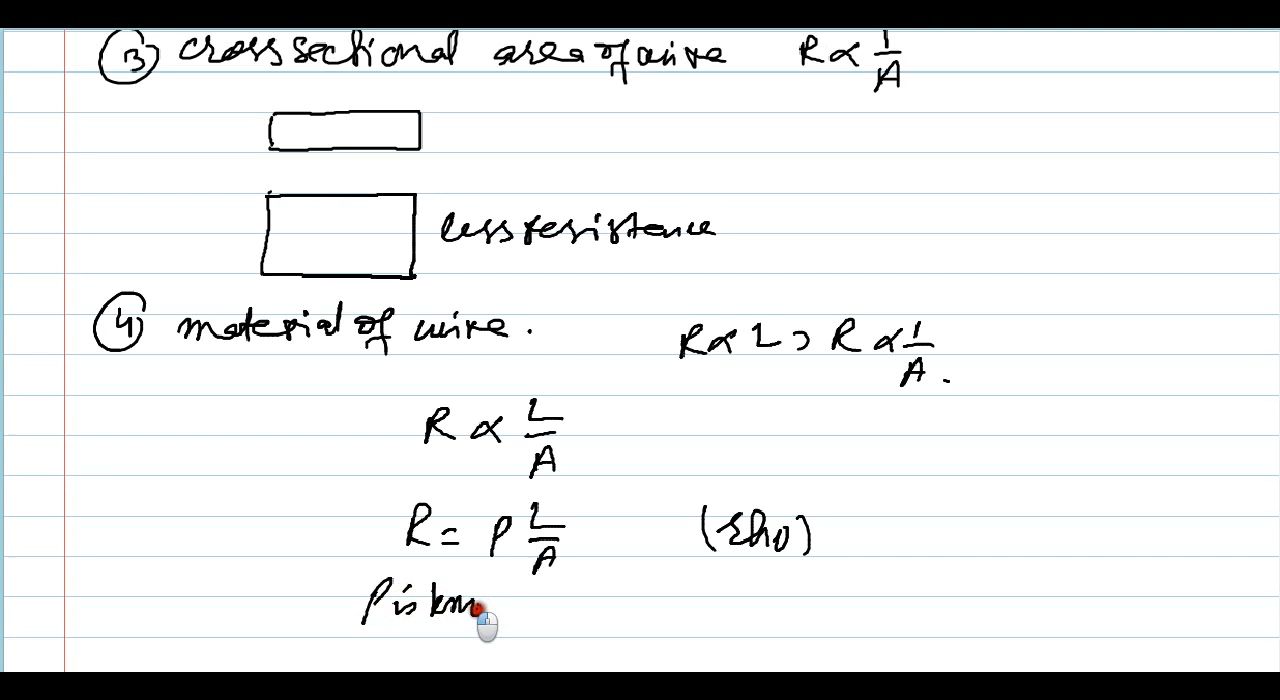 ③ cross sectional area of wire R ∝ 1/A
less resistance
④ material of wire.
R ∝ L , R ∝ 1/A.
R ∝ L/A
R = ρ L/A (rho)
ρ is kn